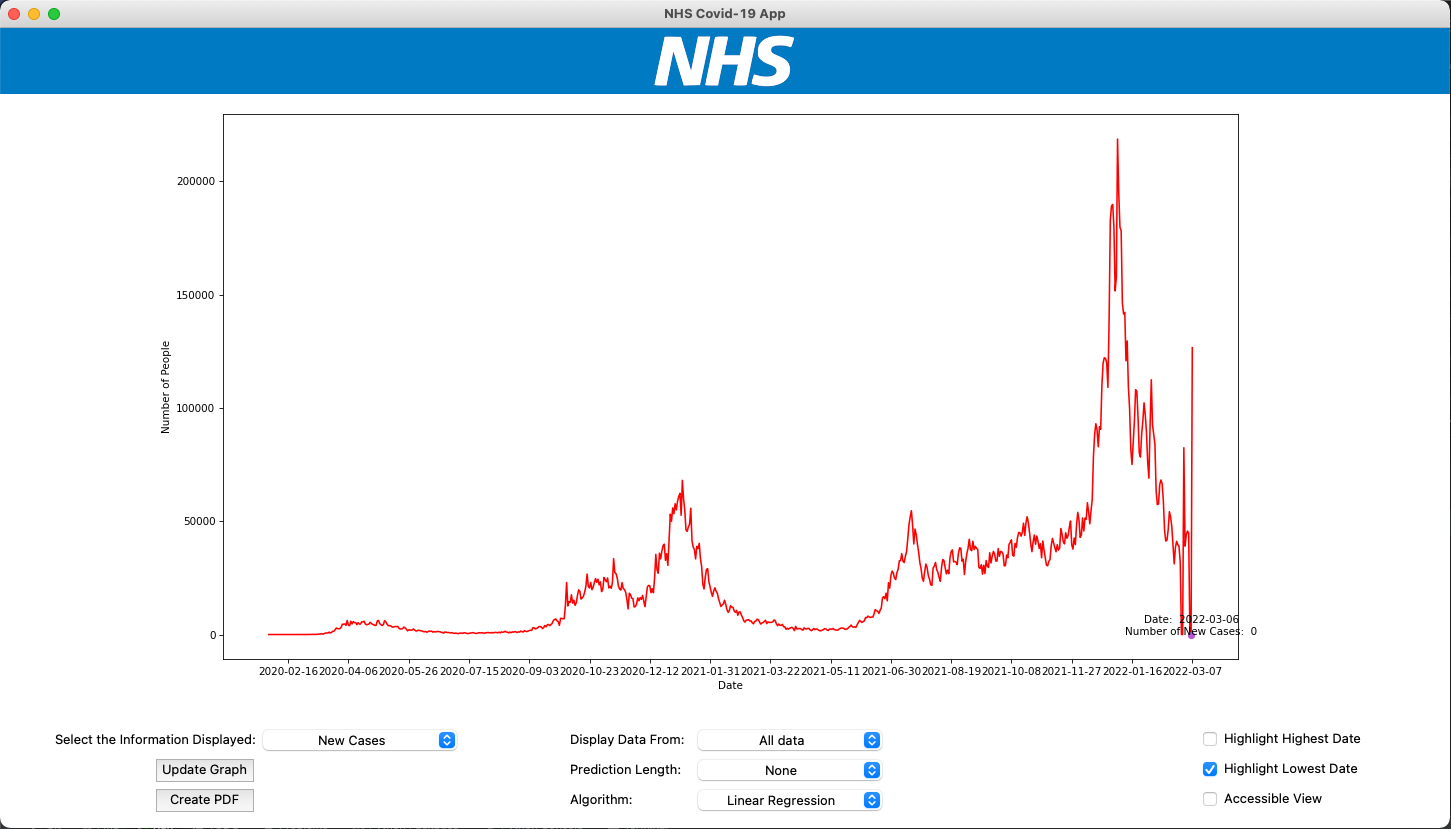 NHS Covid-19 App
NHS
200000
150000
100000
50000
0
Number of People
Date:  2022-03-06
Number of New Cases:  0
2020-02-16 2020-04-06 2020-05-26 2020-07-15 2020-09-03 2020-10-23 2020-12-12 2021-01-31 2021-03-22 2021-05-11 2021-06-30 2021-08-19 2021-10-08 2021-11-27 2022-01-16 2022-03-07
Date
Select the Information Displayed: New Cases Display Data From: All data Highlight Highest Date
Update Graph Prediction Length: None Highlight Lowest Date
Create PDF Algorithm: Linear Regression Accessible View